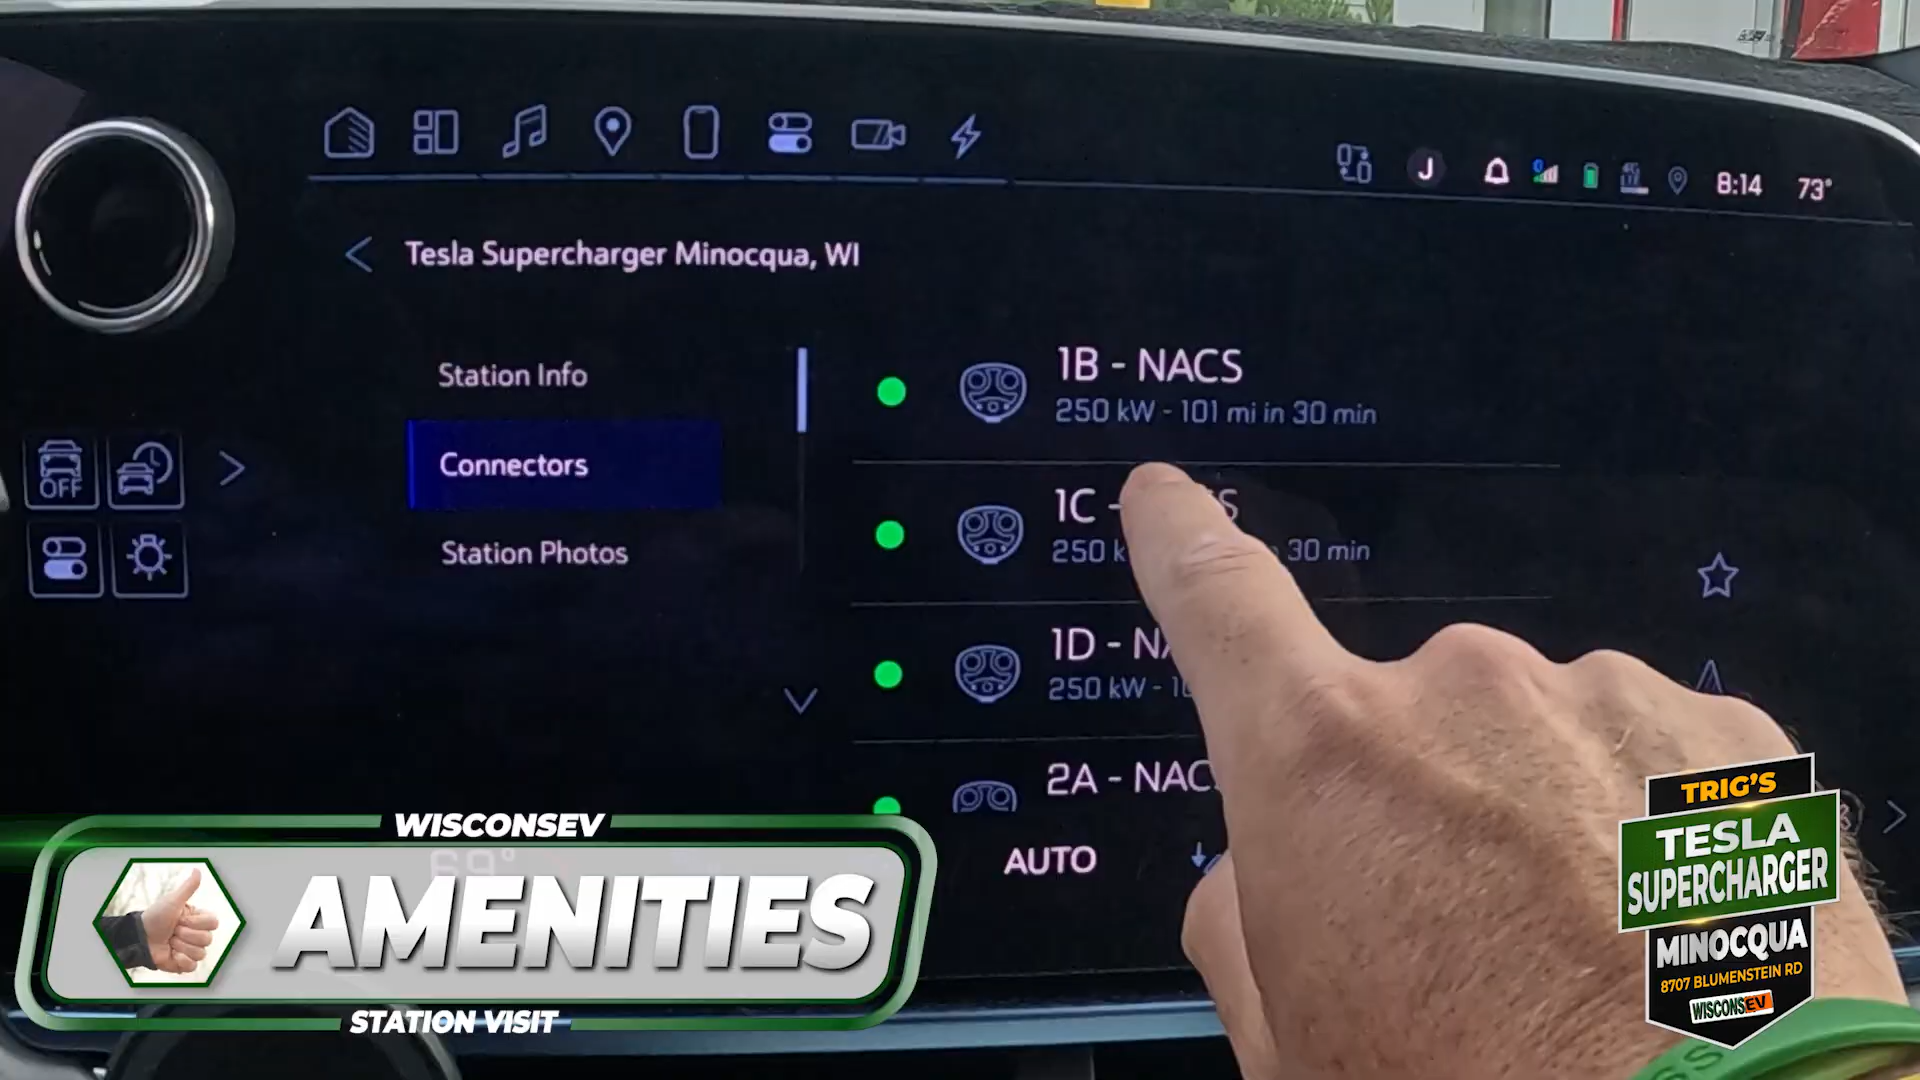 J
8:14
73°
Tesla Supercharger Minocqua, WI
Station Info
Connectors
Station Photos
OFF
1B - NACS
250 kW - 101 mi in 30 min
1C -
250 30 min
1D -
250 kW -
2A -
AUTO
69°
WISCONSEV
AMENITIES
STATION VISIT
TRIG'S
TESLA
SUPERCHARGER
MINOCQUA
8707 BLUMENSTEIN RD
WISCONSEV